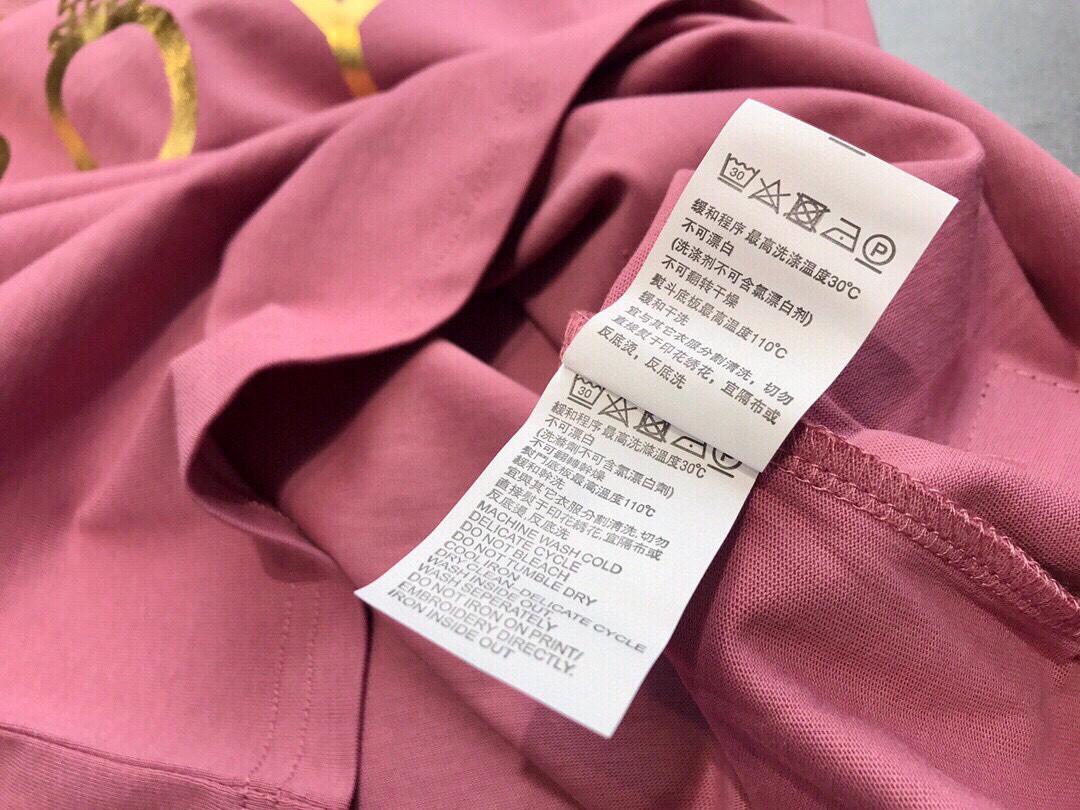 30 P
缓和程序 最高洗涤温度30℃
不可漂白
(洗涤剂不可含氯漂白剂)
不可翻转干燥
熨斗底板最高温度110℃
缓和干洗
宜与其它衣服分割清洗，切勿
直接熨于印花绣花，宜隔布或
反底烫，反底洗
30
緩和程序 最高洗滌溫度30℃
不可漂白
(洗滌劑不可含氯漂白劑)
不可翻轉幹燥
熨鬥底板最高溫度110℃
緩和幹洗
宜與其它衣服分割清洗,切勿
直接熨于印花綉花,宜隔布或
反底燙,反底洗
MACHINE WASH COLD
DELICATE CYCLE
DO NOT BLEACH
DO NOT TUMBLE DRY
COOL IRON
DRY CLEAN-DELICATE CYCLE
WASH INSIDE OUT
WASH SEPERATELY
DO NOT IRON ON PRINT/
EMBROIDERY DIRECTLY.
IRON INSIDE OUT